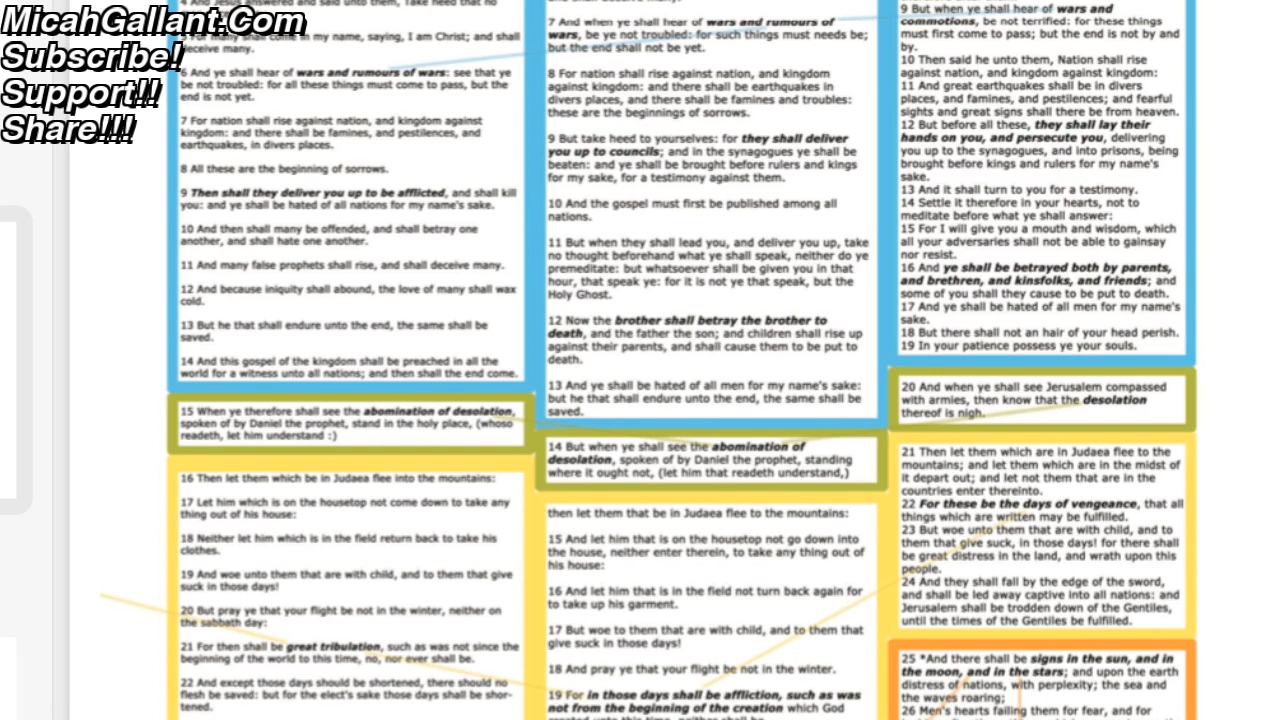 MicahGallant.Com
Subscribe!
Support!!
Share!!!
4 And Jesus answered and said unto them, Take heed that no
5 For many shall come in my name, saying, I am Christ; and shall
deceive many.
6 And ye shall hear of wars and rumours of wars: see that ye
be not troubled: for all these things must come to pass, but the
end is not yet.
7 For nation shall rise against nation, and kingdom against
kingdom: and there shall be famines, and pestilences, and
earthquakes, in divers places.
8 All these are the beginning of sorrows.
9 Then shall they deliver you up to be afflicted, and shall kill
you: and ye shall be hated of all nations for my name's sake.
10 And then shall many be offended, and shall betray one
another, and shall hate one another.
11 And many false prophets shall rise, and shall deceive many.
12 And because iniquity shall abound, the love of many shall wax
cold.
13 But he that shall endure unto the end, the same shall be
saved.
14 And this gospel of the kingdom shall be preached in all the
world for a witness unto all nations; and then shall the end come.
15 When ye therefore shall see the abomination of desolation,
spoken of by Daniel the prophet, stand in the holy place, (whoso
readeth, let him understand :)
16 Then let them which be in Judaea flee into the mountains:
17 Let him which is on the housetop not come down to take any
thing out of his house:
18 Neither let him which is in the field return back to take his
clothes.
19 And woe unto them that are with child, and to them that give
suck in those days!
20 But pray ye that your flight be not in the winter, neither on
the sabbath day:
21 For then shall be great tribulation, such as was not since the
beginning of the world to this time, no, nor ever shall be.
22 And except those days should be shortened, there should no
flesh be saved: but for the elect's sake those days shall be shor-
tened.
7 And when ye shall hear of wars and rumours of
wars, be ye not troubled: for such things must needs be;
but the end shall not be yet.
8 For nation shall rise against nation, and kingdom
against kingdom: and there shall be earthquakes in
divers places, and there shall be famines and troubles:
these are the beginnings of sorrows.
9 But take heed to yourselves: for they shall deliver
you up to councils; and in the synagogues ye shall be
beaten: and ye shall be brought before rulers and kings
for my sake, for a testimony against them.
10 And the gospel must first be published among all
nations.
11 But when they shall lead you, and deliver you up, take
no thought beforehand what ye shall speak, neither do ye
premeditate: but whatsoever shall be given you in that
hour, that speak ye: for it is not ye that speak, but the
Holy Ghost.
12 Now the brother shall betray the brother to
death, and the father the son; and children shall rise up
against their parents, and shall cause them to be put to
death.
13 And ye shall be hated of all men for my name's sake:
but he that shall endure unto the end, the same shall be
saved.
14 But when ye shall see the abomination of
desolation, spoken of by Daniel the prophet, standing
where it ought not, (let him that readeth understand,)
then let them that be in Judaea flee to the mountains:
15 And let him that is on the housetop not go down into
the house, neither enter therein, to take any thing out of
his house:
16 And let him that is in the field not turn back again for
to take up his garment.
17 But woe to them that are with child, and to them that
give suck in those days!
18 And pray ye that your flight be not in the winter.
19 For in those days shall be affliction, such as was
not from the beginning of the creation which God
9 But when ye shall hear of wars and
commotions, be not terrified: for these things
must first come to pass; but the end is not by and
by.
10 Then said he unto them, Nation shall rise
against nation, and kingdom against kingdom:
11 And great earthquakes shall be in divers
places, and famines, and pestilences; and fearful
sights and great signs shall there be from heaven.
12 But before all these, they shall lay their
hands on you, and persecute you, delivering
you up to the synagogues, and into prisons, being
brought before kings and rulers for my name's
sake.
13 And it shall turn to you for a testimony.
14 Settle it therefore in your hearts, not to
meditate before what ye shall answer:
15 For I will give you a mouth and wisdom, which
all your adversaries shall not be able to gainsay
nor resist.
16 And ye shall be betrayed both by parents,
and brethren, and kinsfolks, and friends; and
some of you shall they cause to be put to death.
17 And ye shall be hated of all men for my name's
sake.
18 But there shall not an hair of your head perish.
19 In your patience possess ye your souls.
20 And when ye shall see Jerusalem compassed
with armies, then know that the desolation
thereof is nigh.
21 Then let them which are in Judaea flee to the
mountains; and let them which are in the midst of
it depart out; and let not them that are in the
countries enter thereinto.
22 For these be the days of vengeance, that all
things which are written may be fulfilled.
23 But woe unto them that are with child, and to
them that give suck, in those days! for there shall
be great distress in the land, and wrath upon this
people.
24 And they shall fall by the edge of the sword,
and shall be led away captive into all nations: and
Jerusalem shall be trodden down of the Gentiles,
until the times of the Gentiles be fulfilled.
25 *And there shall be signs in the sun, and in
the moon, and in the stars; and upon the earth
distress of nations, with perplexity; the sea and
the waves roaring;
26 Men's hearts failing them for fear, and for